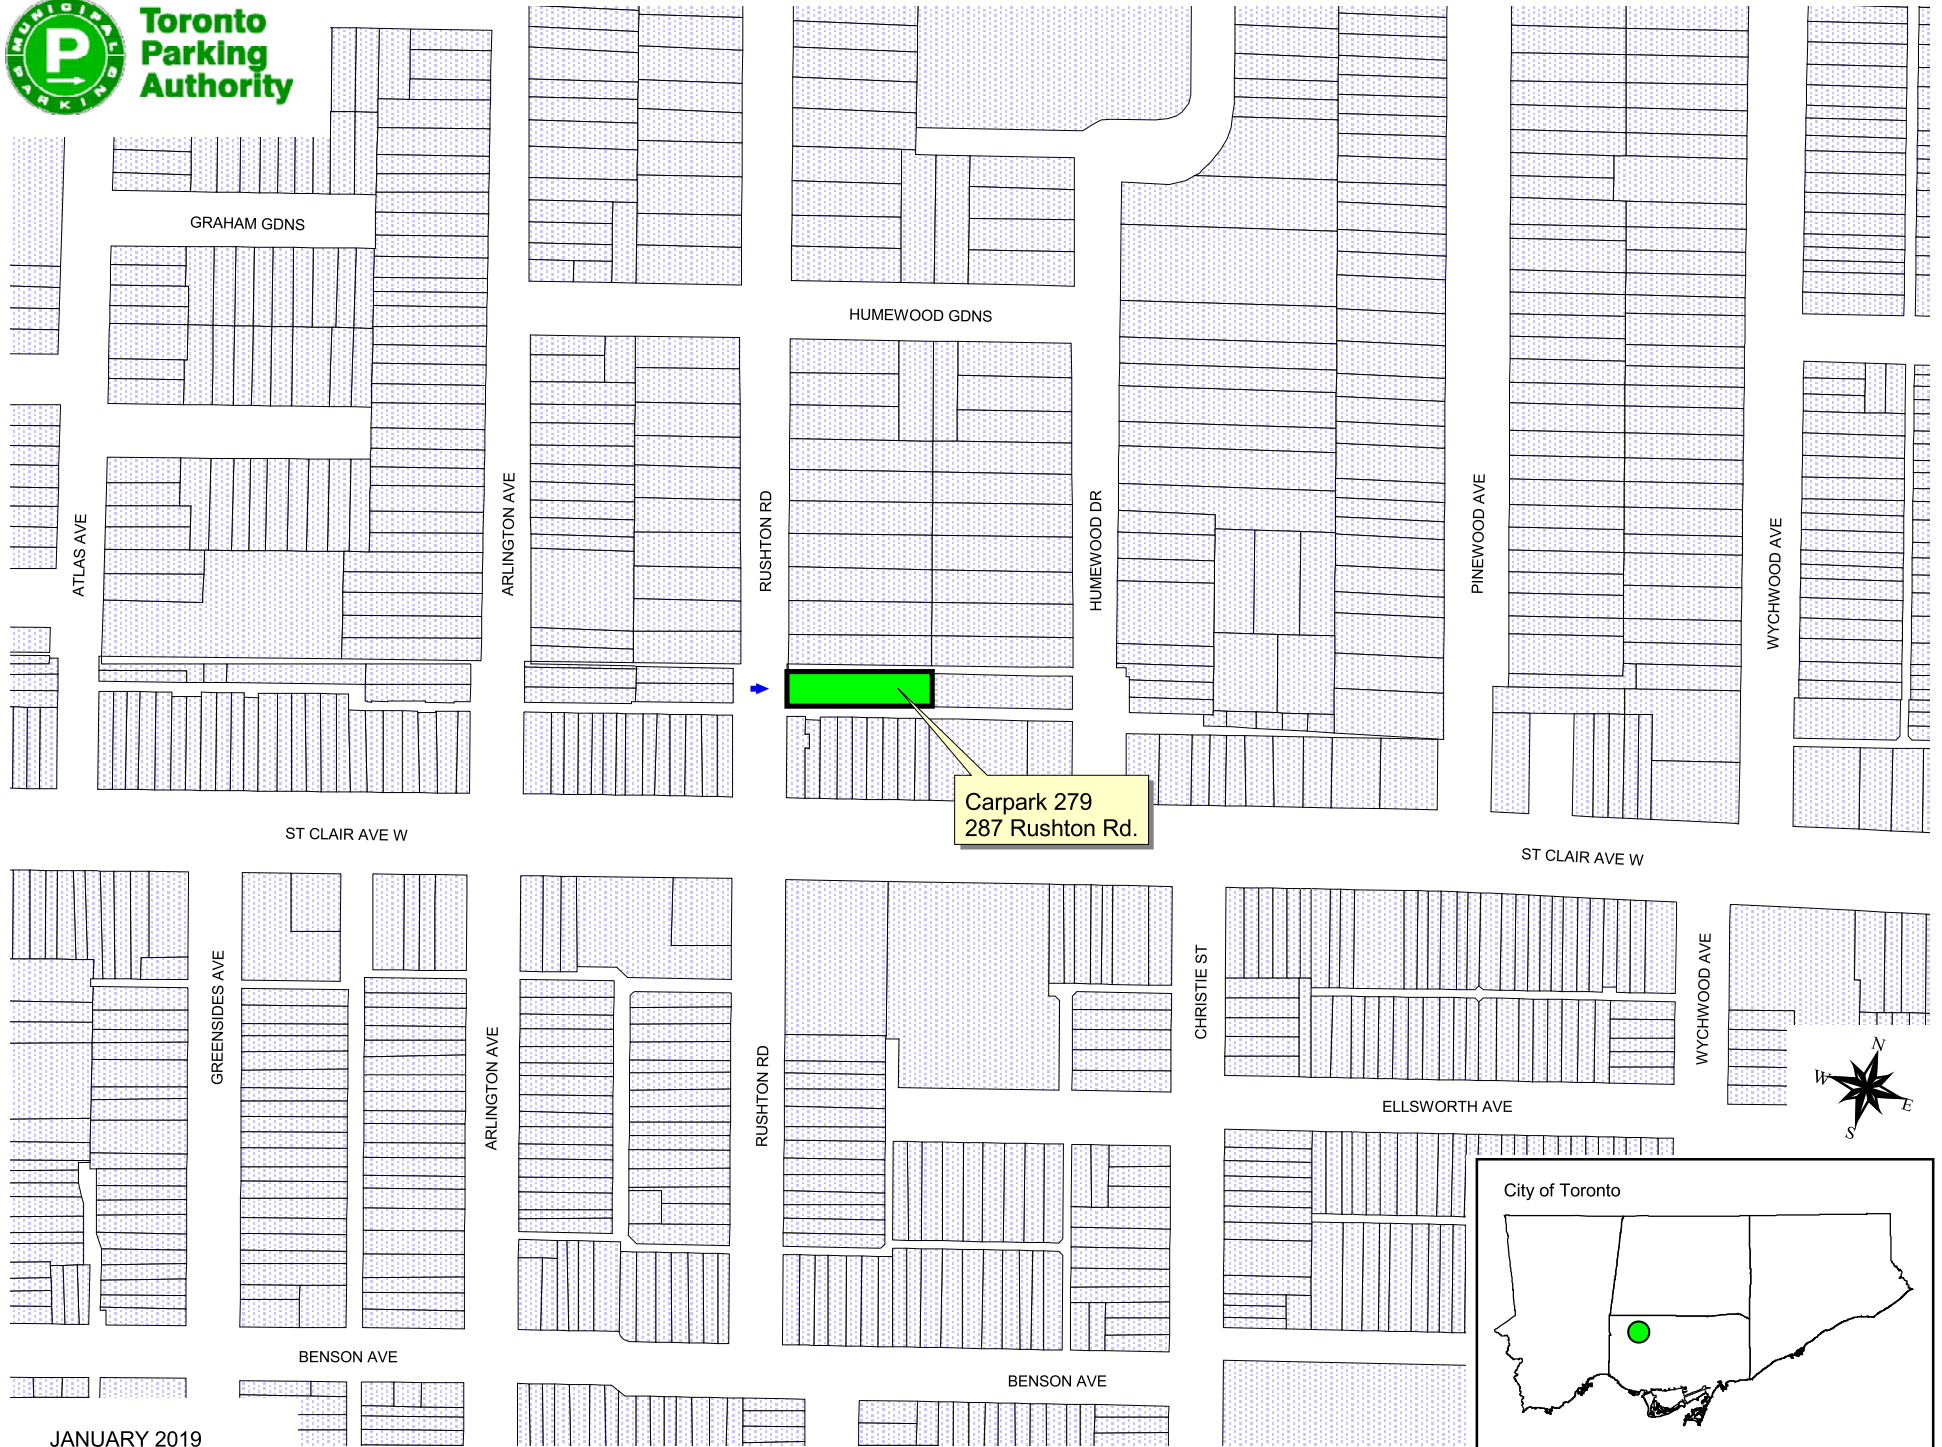 MUNICIPAL
P
PARKING
Toronto
Parking
Authority
GRAHAM GDNS
HUMEWOOD GDNS
ATLAS AVE
ARLINGTON AVE
RUSHTON RD
HUMEWOOD DR
PINEWOOD AVE
WYCHWOOD AVE
Carpark 279
287 Rushton Rd.
ST CLAIR AVE W
ST CLAIR AVE W
GREENSIDES AVE
ARLINGTON AVE
RUSHTON RD
CHRISTIE ST
WYCHWOOD AVE
N
W
E
S
ELLSWORTH AVE
City of Toronto
BENSON AVE
BENSON AVE
JANUARY 2019